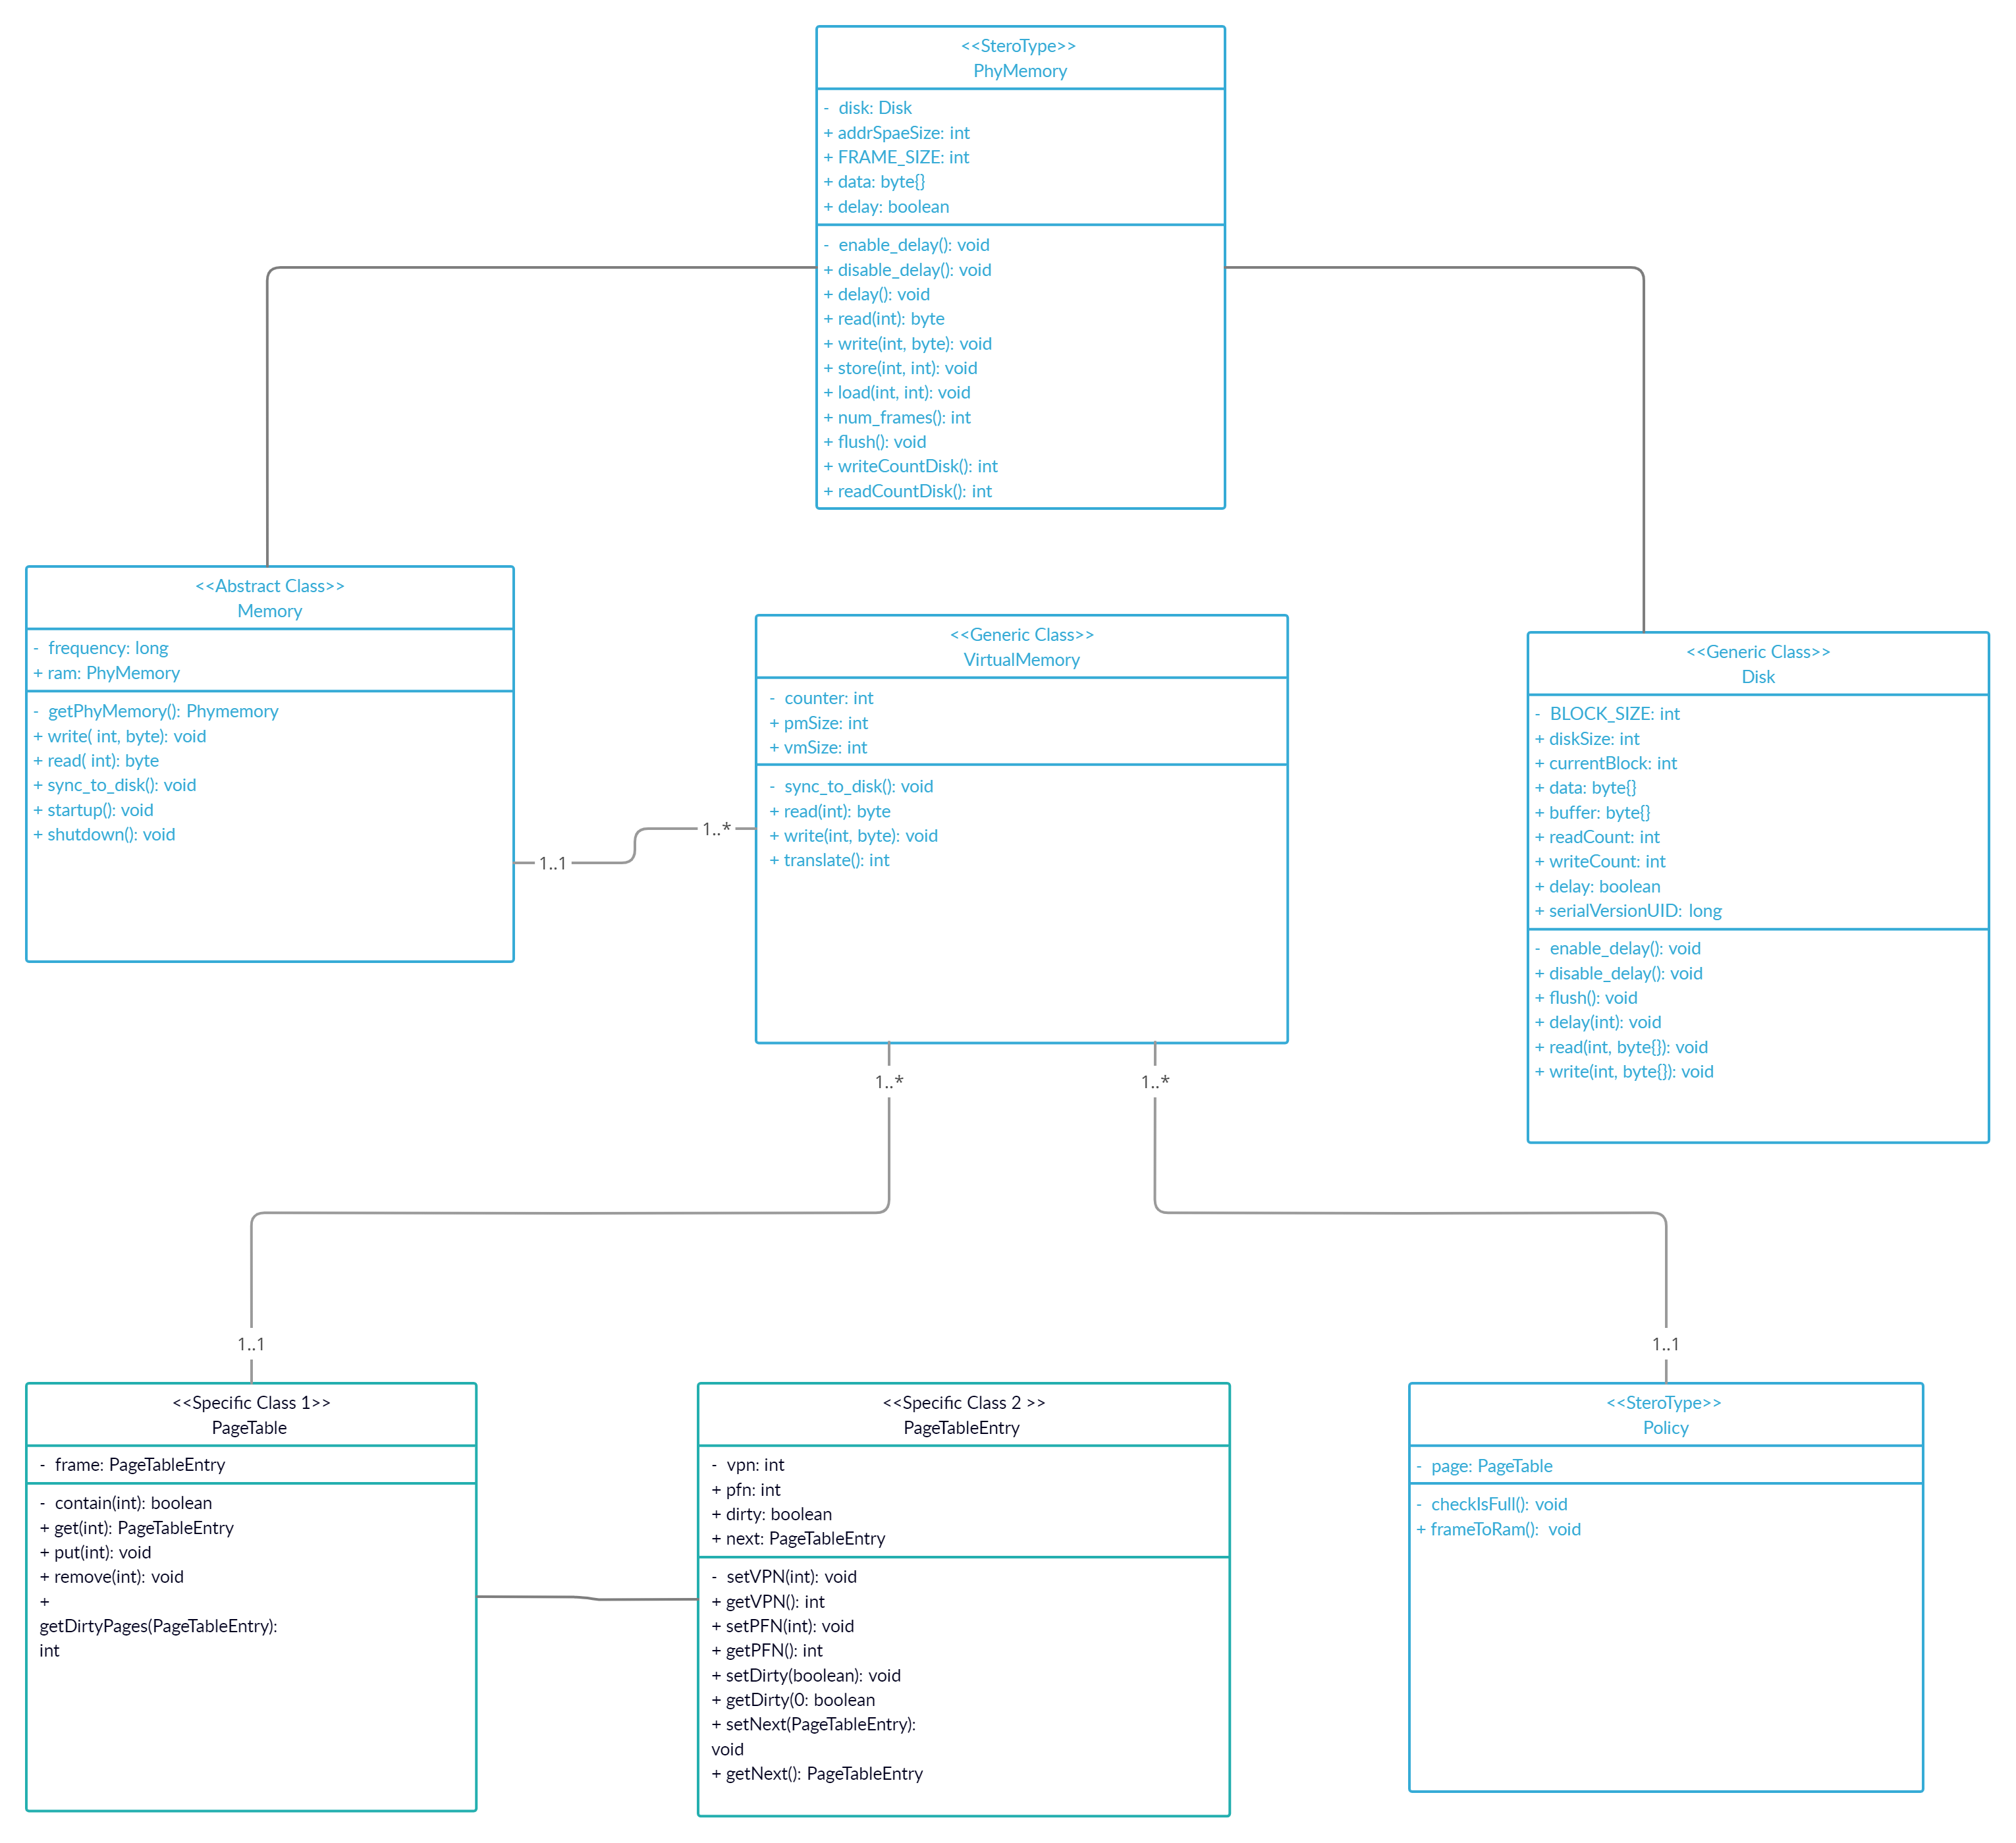 <<SteroType>>
PhyMemory
- disk: Disk
+ addrSpaeSize: int
+ FRAME_SIZE: int
+ data: byte{}
+ delay: boolean
- enable_delay(): void
+ disable_delay(): void
+ delay(): void
+ read(int): byte
+ write(int, byte): void
+ store(int, int): void
+ load(int, int): void
+ num_frames(): int
+ flush(): void
+ writeCountDisk(): int
+ readCountDisk(): int
<<Abstract Class>>
Memory
- frequency: long
+ ram: PhyMemory
- getPhyMemory(): Phymemory
+ write( int, byte): void
+ read( int): byte
+ sync_to_disk(): void
+ startup(): void
+ shutdown(): void
1..1
1..*
<<Generic Class>>
VirtualMemory
- counter: int
+ pmSize: int
+ vmSize: int
- sync_to_disk(): void
+ read(int): byte
+ write(int, byte): void
+ translate(): int
<<Generic Class>>
Disk
- BLOCK_SIZE: int
+ diskSize: int
+ currentBlock: int
+ data: byte{}
+ buffer: byte{}
+ readCount: int
+ writeCount: int
+ delay: boolean
+ serialVersionUID: long
- enable_delay(): void
+ disable_delay(): void
+ flush(): void
+ delay(int): void
+ read(int, byte{}): void
+ write(int, byte{}): void
1..*
1..*
1..1
1..1
<<Specific Class 1>>
PageTable
- frame: PageTableEntry
- contain(int): boolean
+ get(int): PageTableEntry
+ put(int): void
+ remove(int): void
+
getDirtyPages(PageTableEntry):
int
<<Specific Class 2 >>
PageTableEntry
- vpn: int
+ pfn: int
+ dirty: boolean
+ next: PageTableEntry
- setVPN(int): void
+ getVPN(): int
+ setPFN(int): void
+ getPFN(): int
+ setDirty(boolean): void
+ getDirty(0: boolean
+ setNext(PageTableEntry):
void
+ getNext(): PageTableEntry
<<SteroType>>
Policy
- page: PageTable
- checkIsFull(): void
+ frameToRam():  void